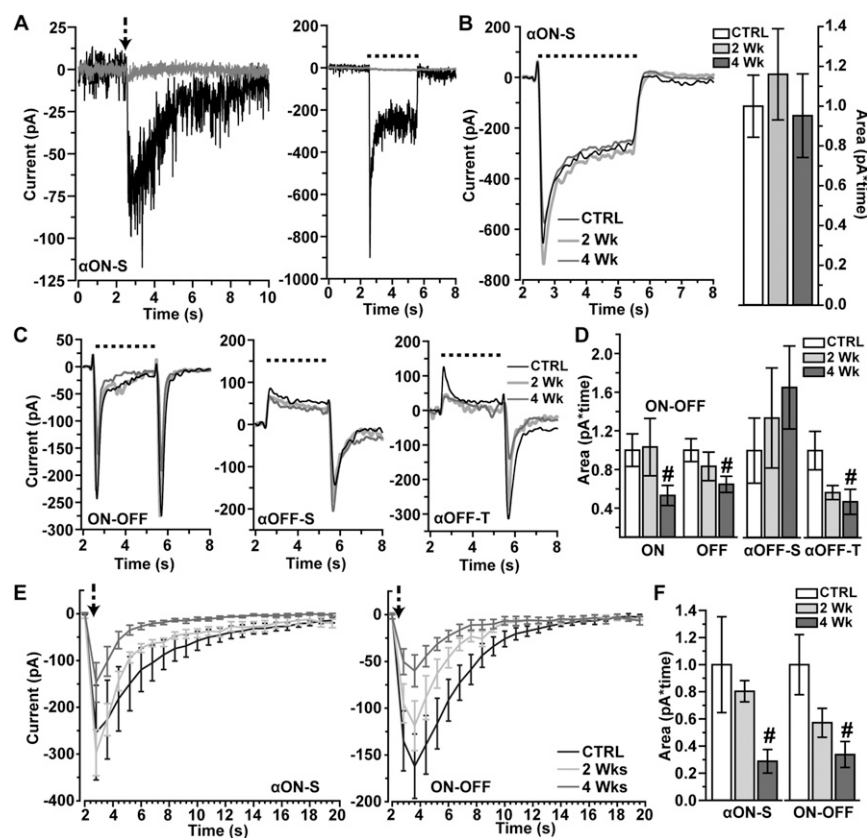 A
25
0
-25
-50
-75
-100
-125
Current (pA)
αON-S
0 2 4 6 8 10
Time (s)
200
0
-200
-400
-600
-800
-1000
0 2 4 6 8
Time (s)
B
αON-S
200
0
-200
-400
-600
-800
Current (pA)
CTRL
2 Wk
4 Wk
2 3 4 5 6 7 8
Time (s)
CTRL
2 Wk
4 Wk
1.4
1.2
1.0
0.8
0.6
0.4
0.2
0.0
Area (pA*time)
C
50
0
-50
-100
-150
-200
-250
-300
Current (pA)
ON-OFF
2 4 6 8
Time (s)
200
100
0
-100
-200
αOFF-S
2 4 6 8
Time (s)
200
100
0
-100
-200
-300
CTRL
2 Wk
4 Wk
αOFF-T
2 4 6 8
Time (s)
D
CTRL
2 Wk
4 Wk
2.0
1.6
1.2
0.8
0.4
Area (pA*time)
ON-OFF
# # #
ON OFF αOFF-S αOFF-T
E
0
-100
-200
-300
-400
Current (pA)
αON-S
2 4 6 8 10 12 14 16 18 20
Time (s)
0
-50
-100
-150
-200
CTRL
2 Wks
4 Wks
ON-OFF
2 4 6 8 10 12 14 16 18 20
Time (s)
F
CTRL
2 Wk
4 Wk
1.4
1.2
1.0
0.8
0.6
0.4
0.2
0.0
Area (pA*time)
# #
αON-S ON-OFF